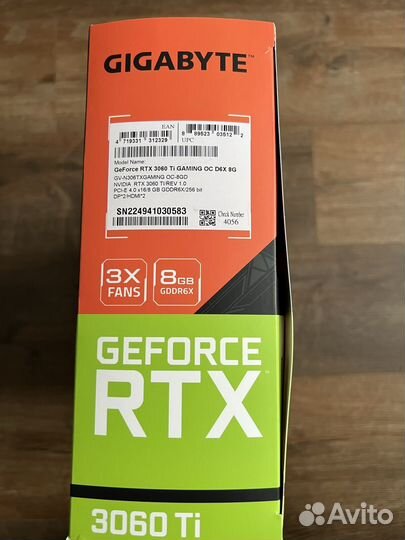 GIGABYTE™
EAN
4 719331 312329
8 89523 03512 2
UPC
Model Name:
GeForce RTX 3060 Ti GAMING OC D6X 8G
GV-N306TXGAMING OC-8GD
NVIDIA RTX 3060 Ti/REV 1.0
PCI-E 4.0 x16/8 GB GDDR6X/256 bit
DP*2/HDMI*2
SN224941030583
Check Number
4056
3X
FANS
8GB
GDDR6X
GEFORCE
RTX™
3060 Ti
Avito